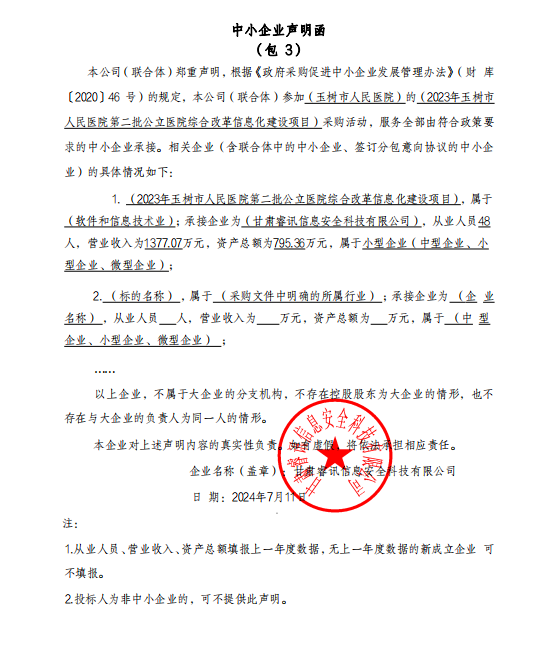 中小企业声明函
（包 3）
本公司（联合体）郑重声明，根据《政府采购促进中小企业发展管理办法》（财 库
〔2020〕46 号）的规定，本公司（联合体）参加（玉树市人民医院）的（2023年玉树市
人民医院第二批公立医院综合改革信息化建设项目）采购活动，服务全部由符合政策要
求的中小企业承接。相关企业（含联合体中的中小企业、签订分包意向协议的中小企
业）的具体情况如下：
1. （2023年玉树市人民医院第二批公立医院综合改革信息化建设项目），属于
（软件和信息技术业）；承接企业为（甘肃睿讯信息安全科技有限公司），从业人员48
人，营业收入为1377.07万元，资产总额为795.36万元，属于小型企业（中型企业、小
型企业、微型企业）；
2. （标的名称），属于（采购文件中明确的所属行业）；承接企业为（企 业
名称），从业人员___人，营业收入为____万元，资产总额为___万元，属于（中 型
企业、小型企业、微型企业）；
……
以上企业，不属于大企业的分支机构，不存在控股股东为大企业的情形，也不
存在与大企业的负责人为同一人的情形。
本企业对上述声明内容的真实性负责。如有虚假，将依法承担相应责任。
企业名称（盖章）：甘肃睿讯信息安全科技有限公司
日 期：2024年7月11日
甘肃睿讯信息安全科技有限公司
注：
1.从业人员、营业收入、资产总额填报上一年度数据，无上一年度数据的新成立企业 可
不填报。
2.投标人为非中小企业的，可不提供此声明。